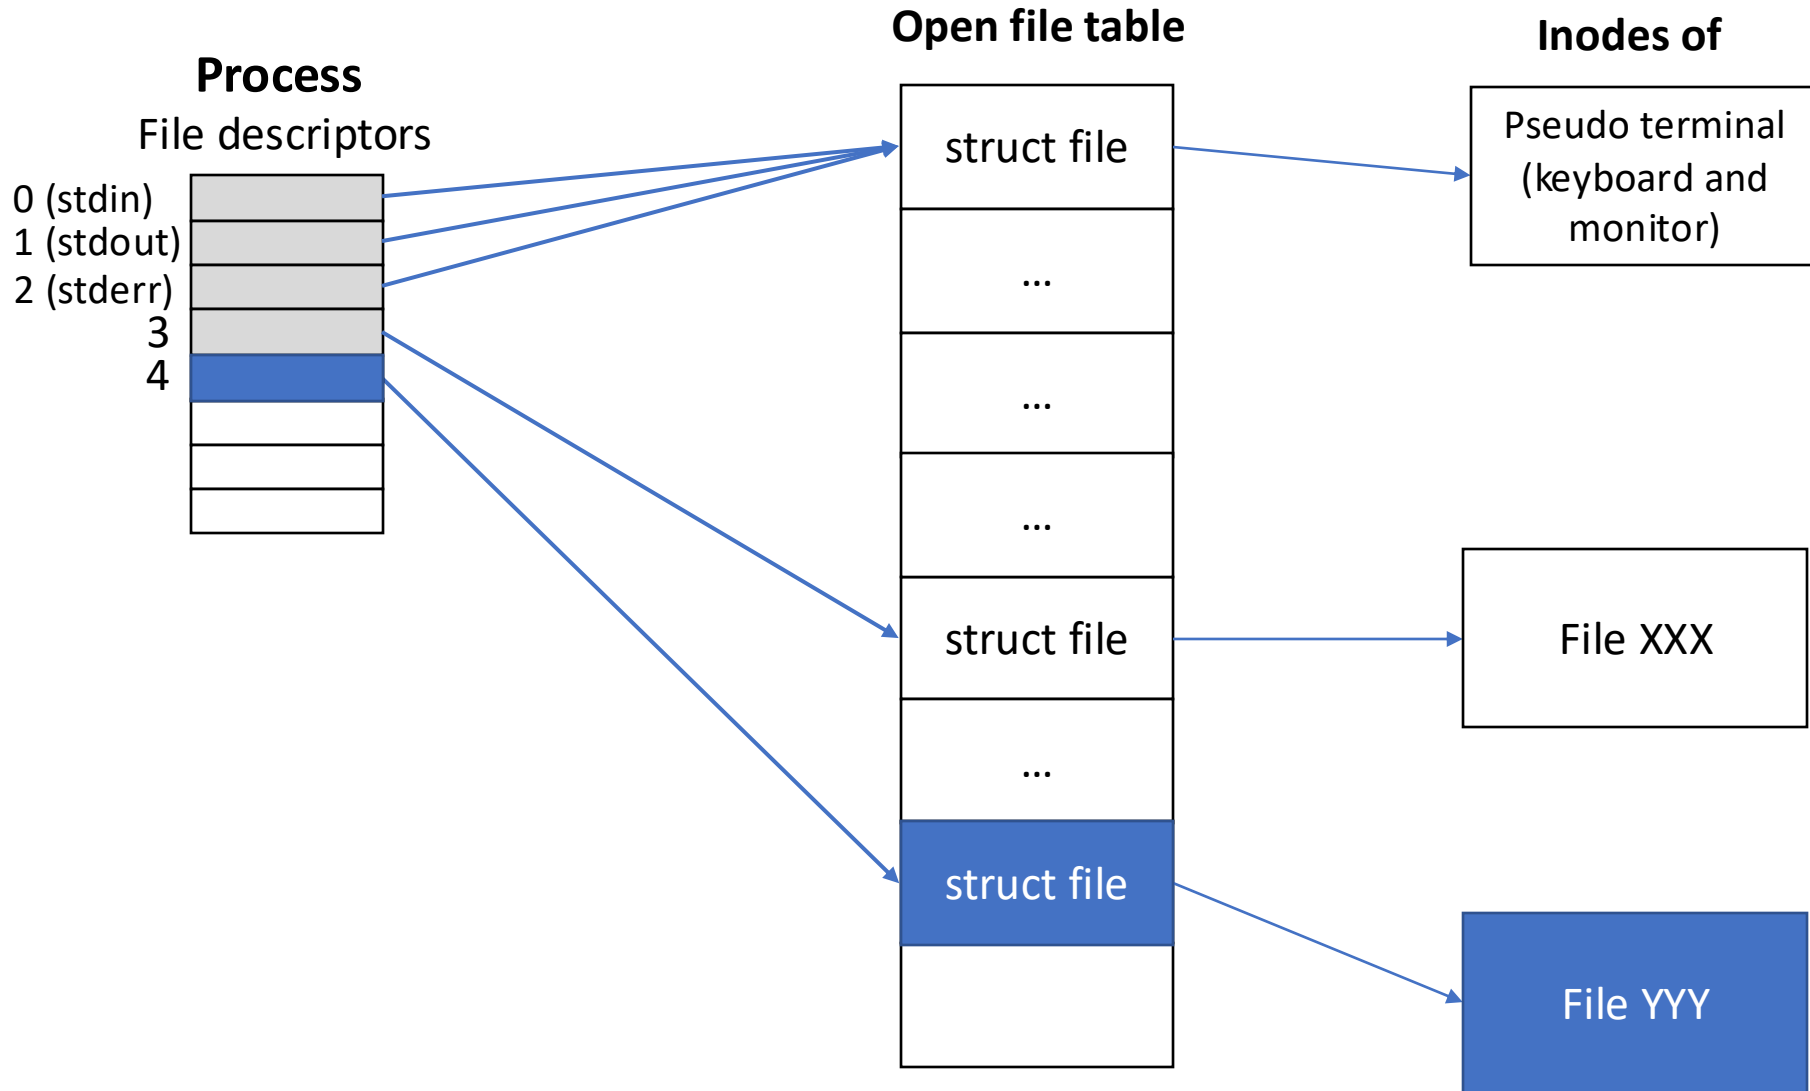 Process
File descriptors
0 (stdin)
1 (stdout)
2 (stderr)
3
4
Open file table
struct file
...
...
...
struct file
...
struct file
Inodes of
Pseudo terminal
(keyboard and
monitor)
File XXX
File YYY